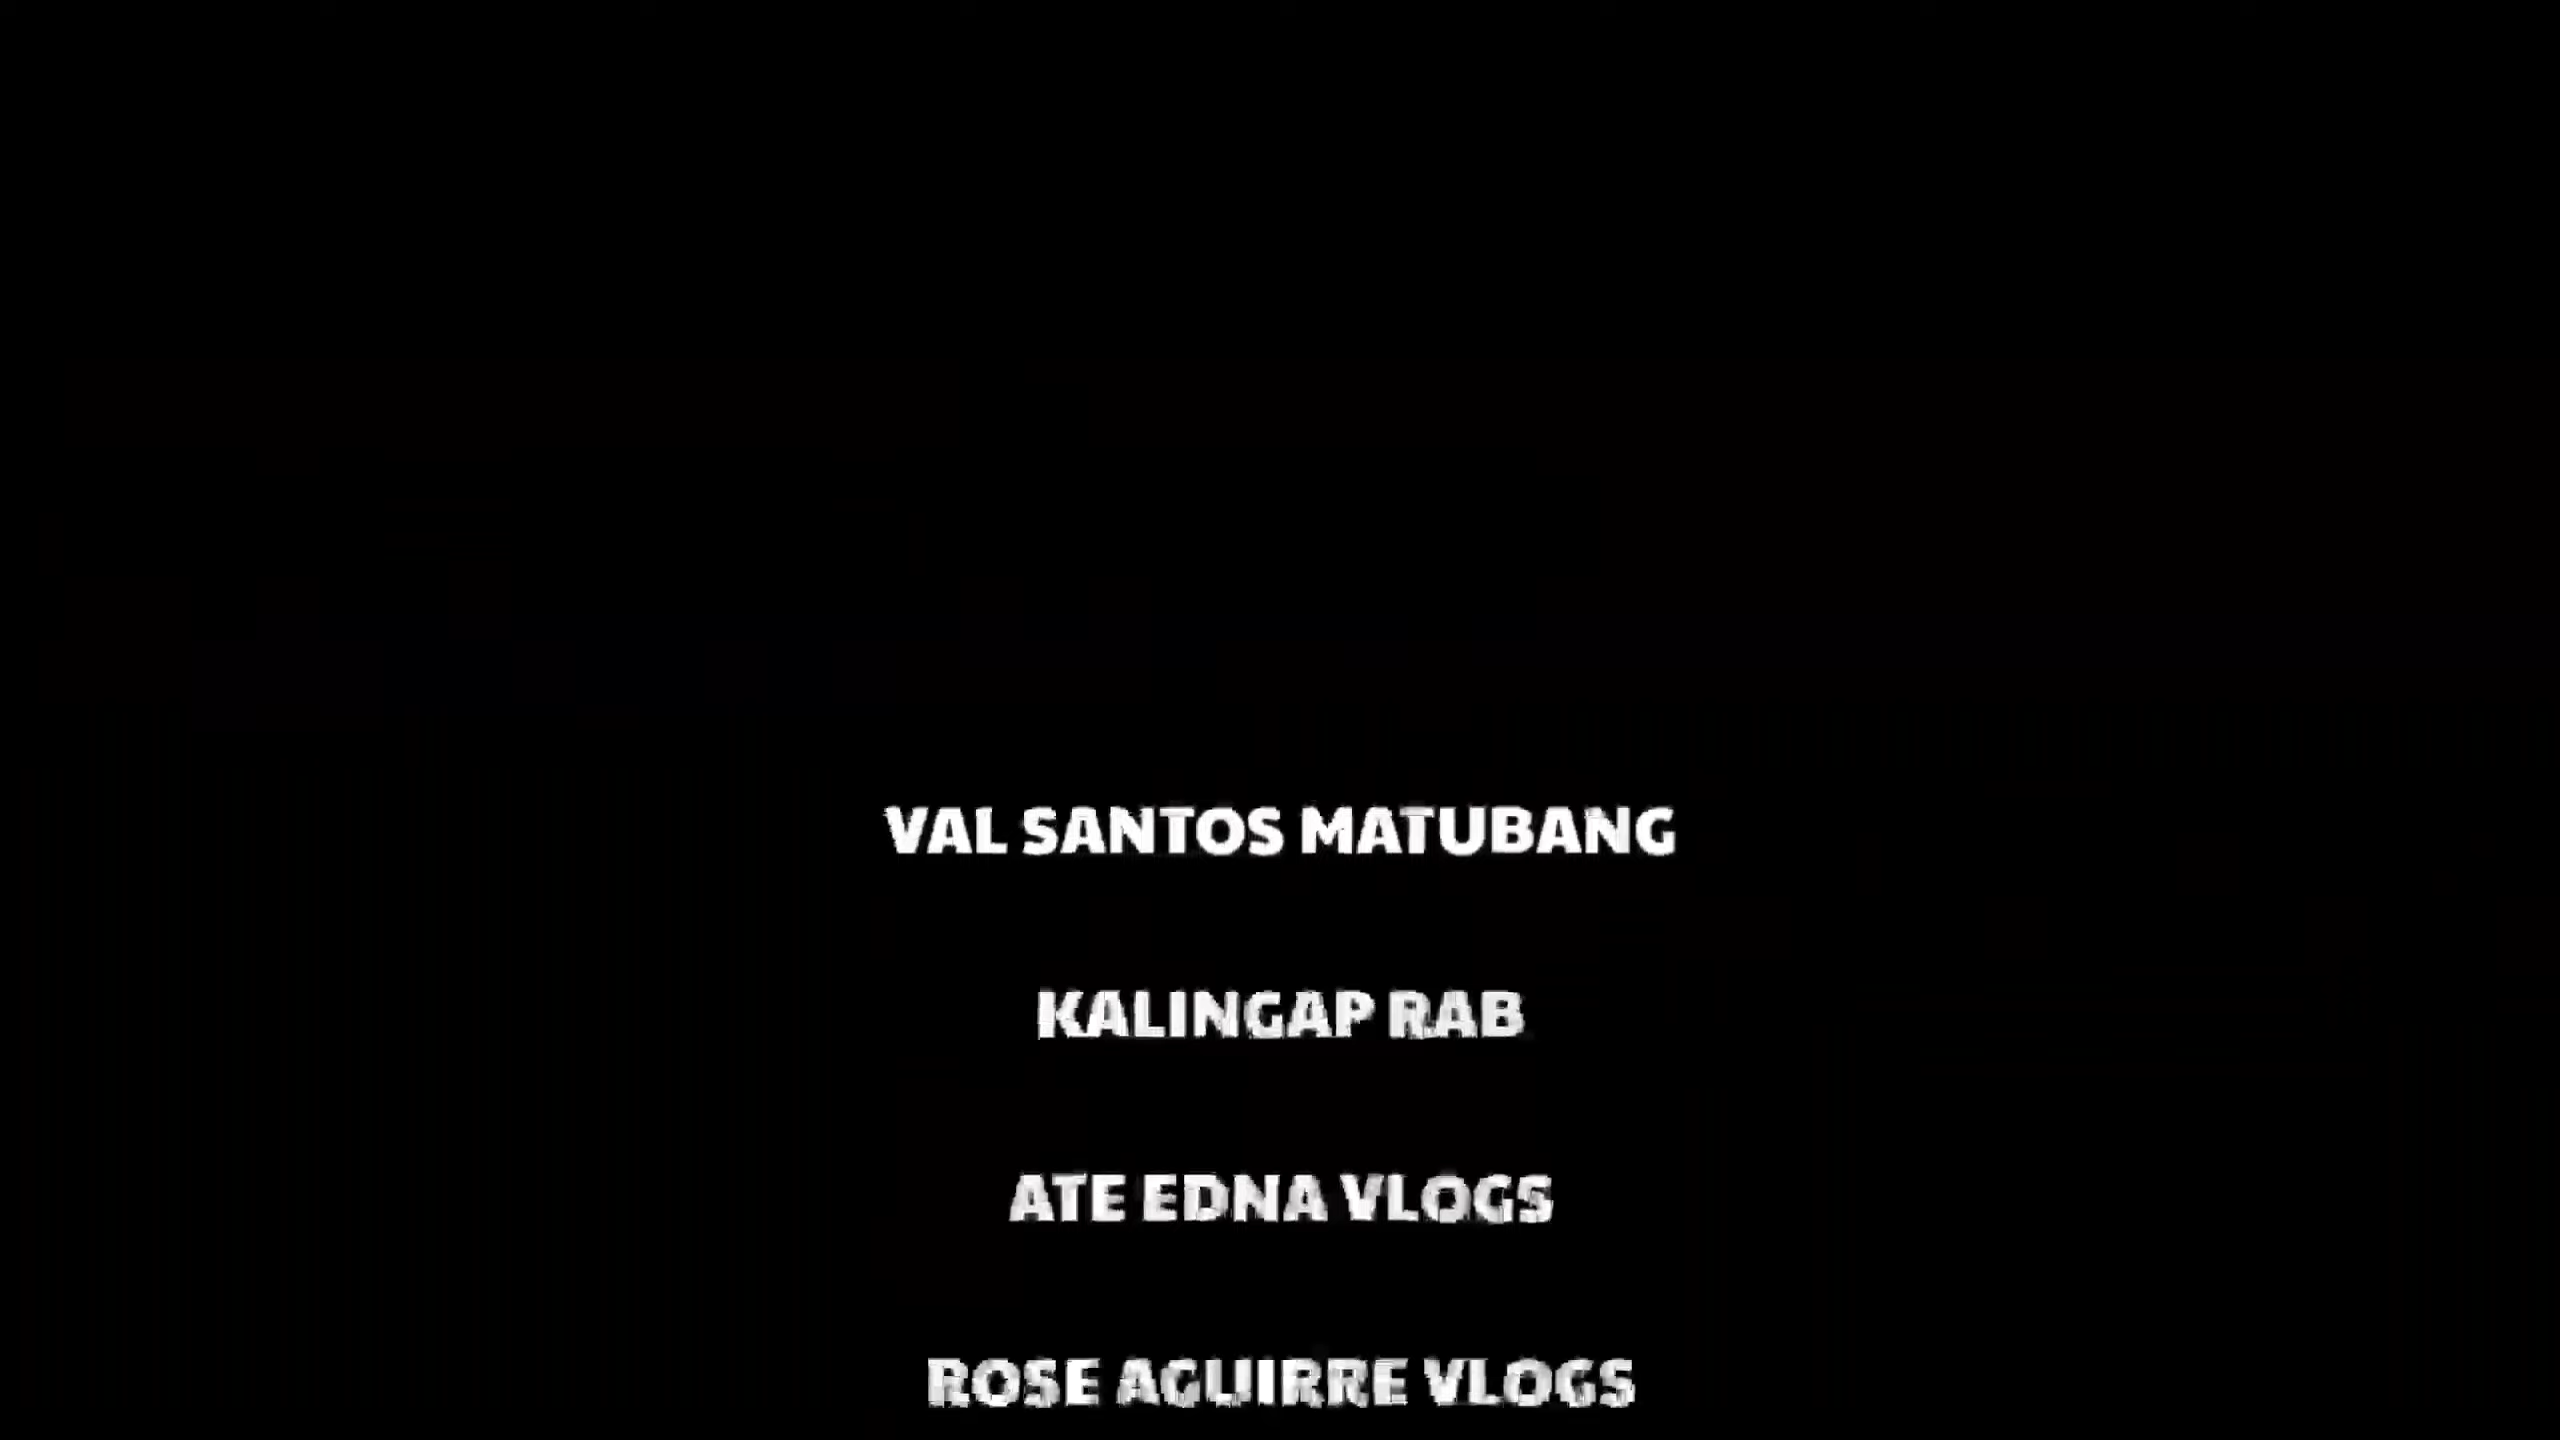 VAL SANTOS MATUBANG
KALINGAP RAB
ATE EDNA VLOGS
ROSE AGUIRRE VLOGS